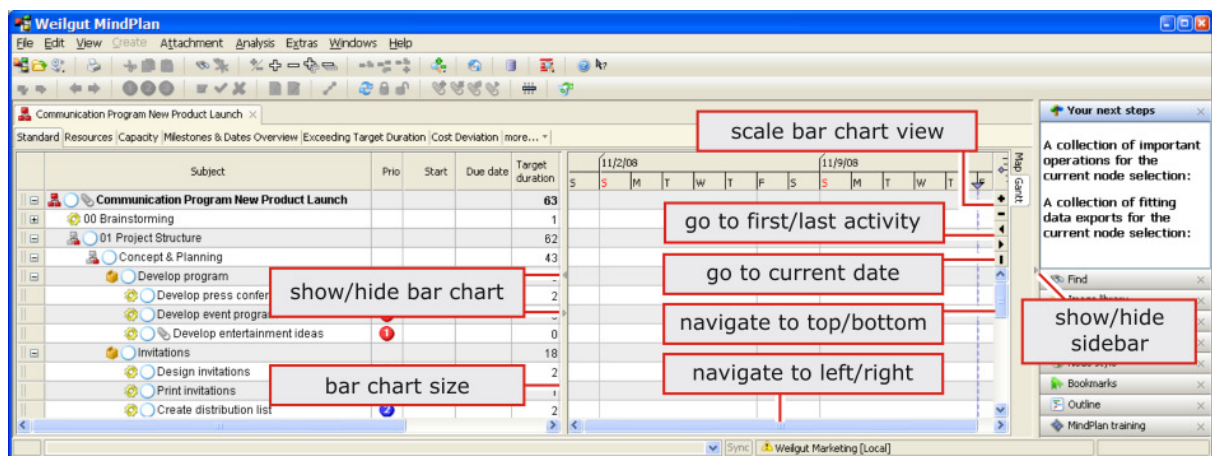 Weilgut MindPlan
File Edit View Create Attachment Analysis Extras Windows Help
Communication Program New Product Launch
Standard Resources Capacity Milestones & Dates Overview Exceeding Target Duration Cost Deviation more...
Subject Prio Start Due date Target duration
11/2/08 11/9/08
S S M T W T F S S M T W T F
Communication Program New Product Launch 63
00 Brainstorming 1
01 Project Structure 62
Concept & Planning 43
Develop program
Develop press confer 2
Develop event progra
Develop entertainment ideas 1 0
Invitations 18
Design invitations 2
Print invitations
Create distribution list 2 2
scale bar chart view
go to first/last activity
go to current date
show/hide bar chart
navigate to top/bottom
navigate to left/right
bar chart size
show/hide
sidebar
Map
Gantt
Your next steps
A collection of important
operations for the
current node selection:
A collection of fitting
data exports for the
current node selection:
Find
Bookmarks
Outline
MindPlan training
Sync Weilgut Marketing [Local]